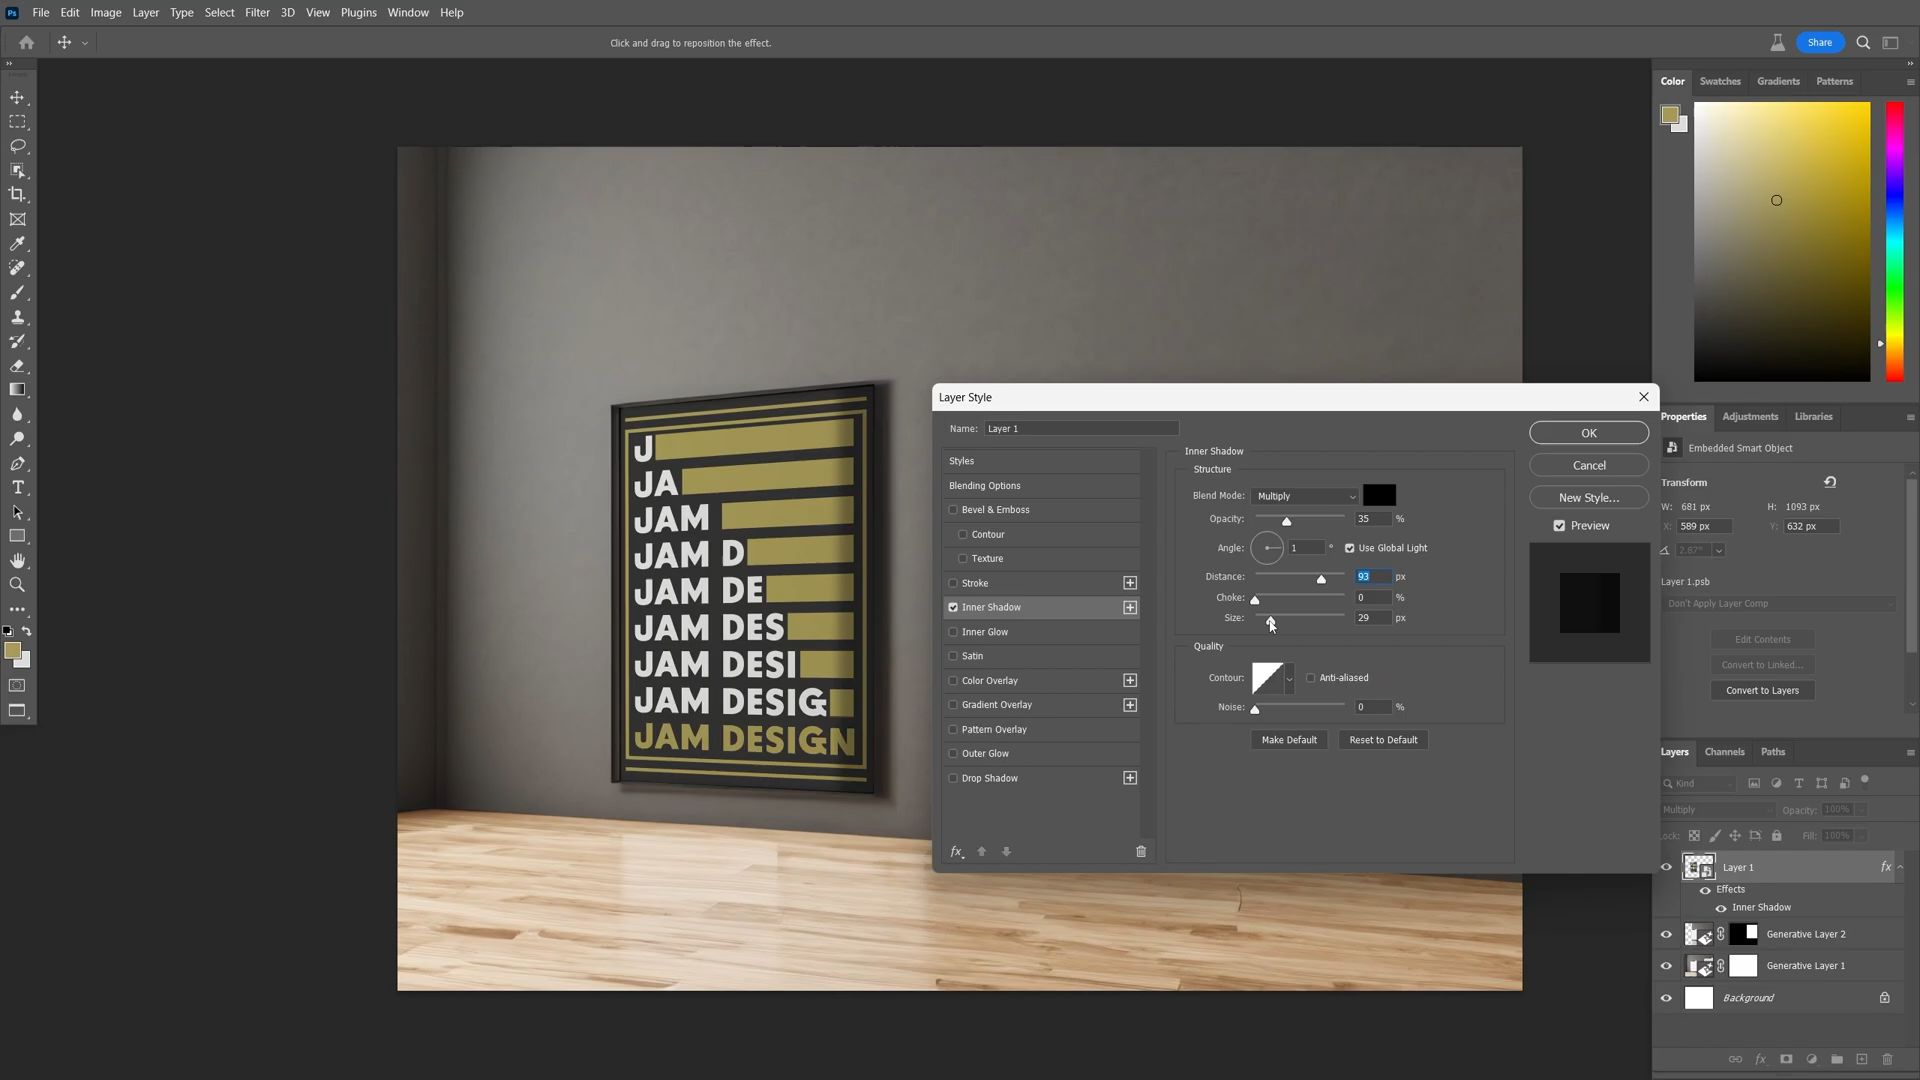 Ps File Edit Image Layer Type Select Filter 3D View Plugins Window Help
Click and drag to reposition the effect.
Share
Color Swatches Gradients Patterns
J
JA
JAM
JAM D
JAM DE
JAM DES
JAM DESI
JAM DESIG
JAM DESIGN
Layer Style
Name: Layer 1
Styles
Blending Options
Bevel & Emboss
Contour
Texture
Stroke
Inner Shadow
Inner Glow
Satin
Color Overlay
Gradient Overlay
Pattern Overlay
Outer Glow
Drop Shadow
fx
Inner Shadow
Structure
Blend Mode: Multiply
Opacity: 35 %
Angle: 1 ° Use Global Light
Distance: 93 px
Choke: 0 %
Size: 29 px
Quality
Contour: Anti-aliased
Noise: 0 %
Make Default Reset to Default
OK
Cancel
New Style...
Preview
Properties Adjustments Libraries
Embedded Smart Object
Transform
W: 681 px H: 1093 px
X: 589 px Y: 632 px
2.87°
Layer 1.psb
Don't Apply Layer Comp
Edit Contents
Convert to Linked...
Convert to Layers
Layers Channels Paths
Kind
Multiply Opacity: 100%
Lock: Fill: 100%
Layer 1 fx
Effects
Inner Shadow
Generative Layer 2
Generative Layer 1
Background
fx